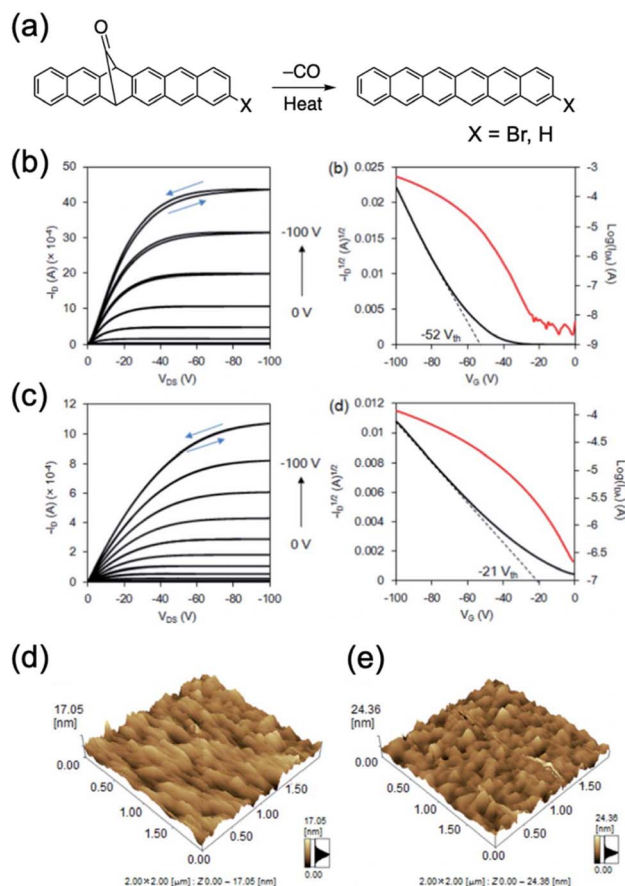 (a)
O
X
–CO
Heat
X
X = Br, H
(b)
50
40
30
20
10
0
-I_D (A) (× 10⁻⁴)
0 -20 -40 -60 -80 -100
V_DS (V)
-100 V
0 V
(b)
0.025
0.02
0.015
0.01
0.005
0
-I_D^1/2 (A)^1/2
-3
-4
-5
-6
-7
-8
-9
-52 V_th
-100 -80 -60 -40 -20 0
V_G (V)
(c)
12
10
8
6
4
2
0
-I_D (A) (× 10⁻⁴)
0 -20 -40 -60 -80 -100
V_DS (V)
-100 V
0 V
(d)
0.012
0.01
0.008
0.006
0.004
0.002
0
-I_D^1/2 (A)^1/2
-4
-4.5
-5
-5.5
-6
-6.5
-7
-21 V_th
-100 -80 -60 -40 -20 0
V_G (V)
(d)
17.05
[nm]
0.00
0.50
1.00
1.50
0.00
0.50
1.00
1.50
17.05
[nm]
0.00
2.00×2.00 [μm] : Z 0.00 – 17.05 [nm]
(e)
24.36
[nm]
0.00
0.50
1.00
1.50
0.00
0.50
1.00
1.50
24.36
[nm]
0.00
2.00×2.00 [μm] : Z 0.00 – 24.36 [nm]